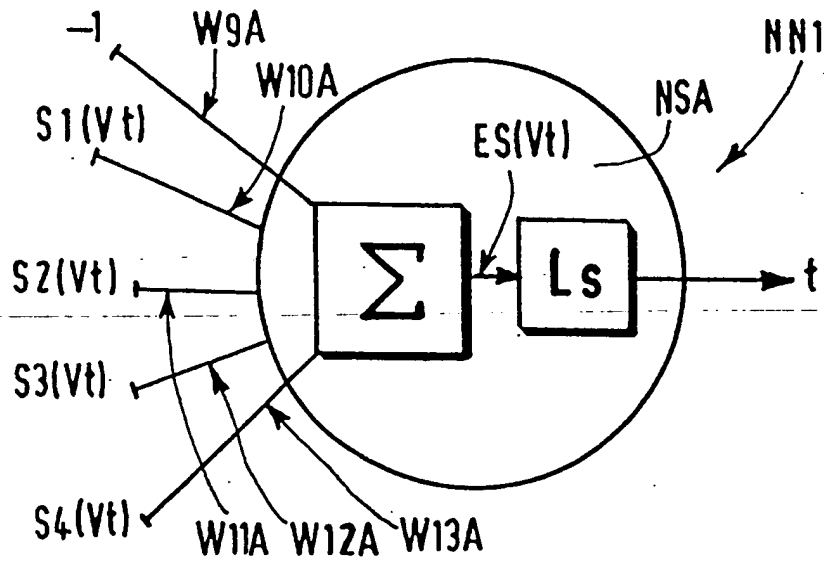 -1
W9A
NN1
W10A
NSA
S1(Vt)
ES(Vt)
S2(Vt)
Σ
Ls
t
S3(Vt)
S4(Vt)
W11A
W12A
W13A